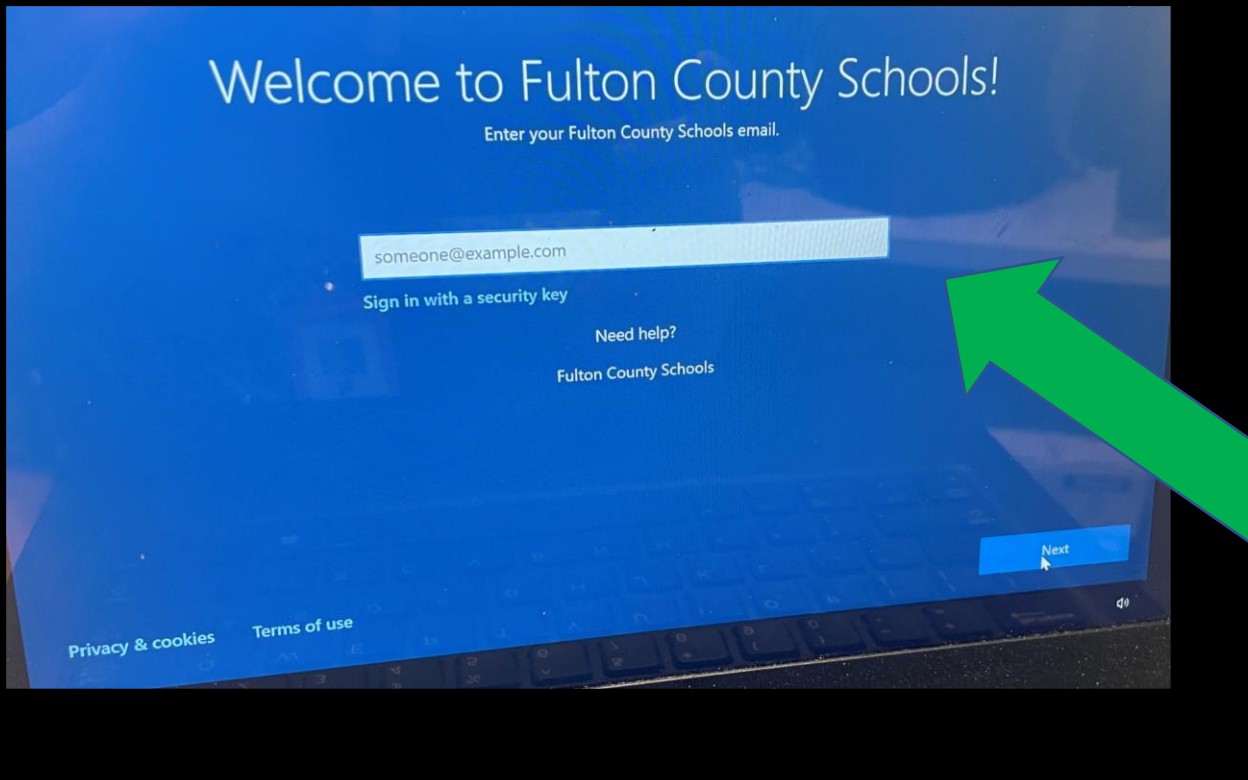 Welcome to Fulton County Schools!
Enter your Fulton County Schools email.
someone@example.com
Sign in with a security key
Need help?
Fulton County Schools
Next
Privacy & cookies
Terms of use